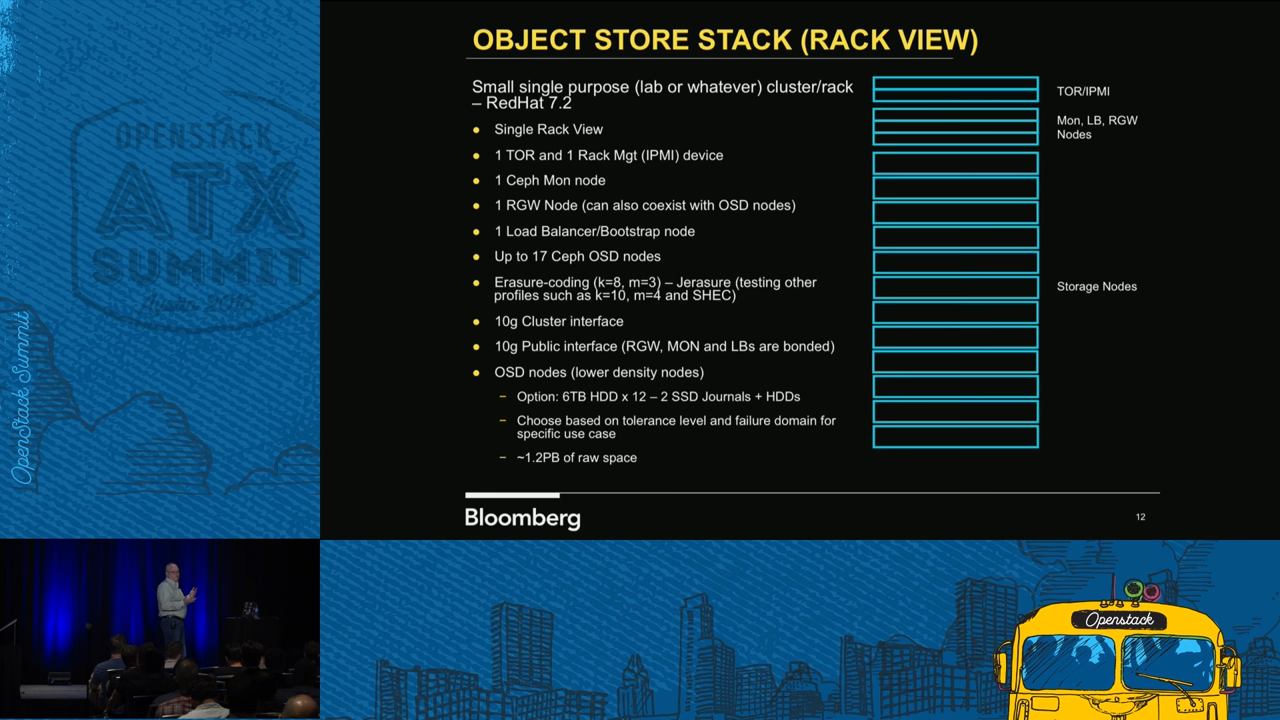 OPENSTACK
ATX
SUMMIT
OpenStack Summit
OBJECT STORE STACK (RACK VIEW)
Small single purpose (lab or whatever) cluster/rack
– RedHat 7.2
● Single Rack View
● 1 TOR and 1 Rack Mgt (IPMI) device
● 1 Ceph Mon node
● 1 RGW Node (can also coexist with OSD nodes)
● 1 Load Balancer/Bootstrap node
● Up to 17 Ceph OSD nodes
● Erasure-coding (k=8, m=3) – Jerasure (testing other
profiles such as k=10, m=4 and SHEC)
● 10g Cluster interface
● 10g Public interface (RGW, MON and LBs are bonded)
● OSD nodes (lower density nodes)
– Option: 6TB HDD x 12 – 2 SSD Journals + HDDs
– Choose based on tolerance level and failure domain for
specific use case
– ~1.2PB of raw space
TOR/IPMI
Mon, LB, RGW
Nodes
Storage Nodes
Bloomberg
12
Openstack